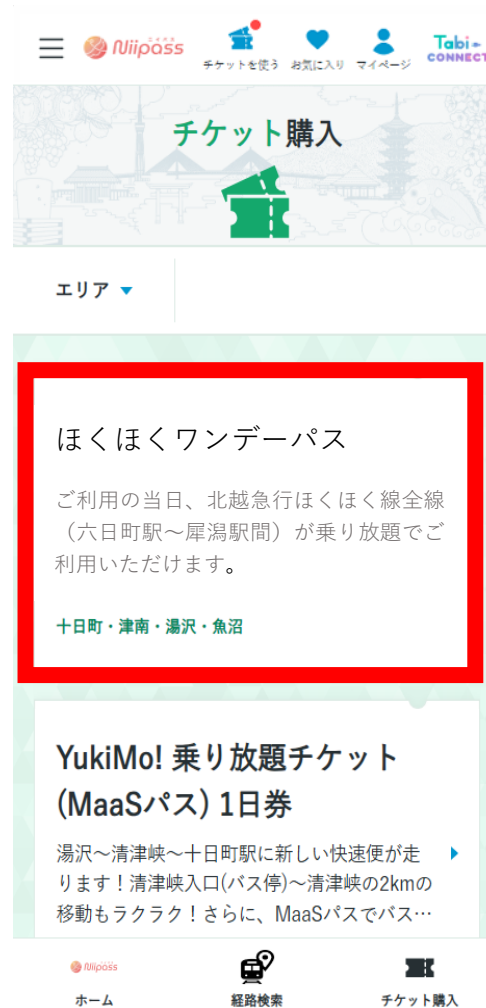 ニイパス
Niipass
チケットを使う
お気に入り
マイページ
Tabi-
CONNECT
チケット購入
エリア ▼
ほくほくワンデーパス
ご利用の当日、北越急行ほくほく線全線
（六日町駅～犀潟駅間）が乗り放題でご
利用いただけます。
十日町・津南・湯沢・魚沼
YukiMo! 乗り放題チケット
(MaaSパス) 1日券
湯沢～清津峡～十日町駅に新しい快速便が走
ります！清津峡入口(バス停)～清津峡の2kmの
移動もラクラク！さらに、MaaSパスでバス…
Niipass
ホーム
経路検索
チケット購入